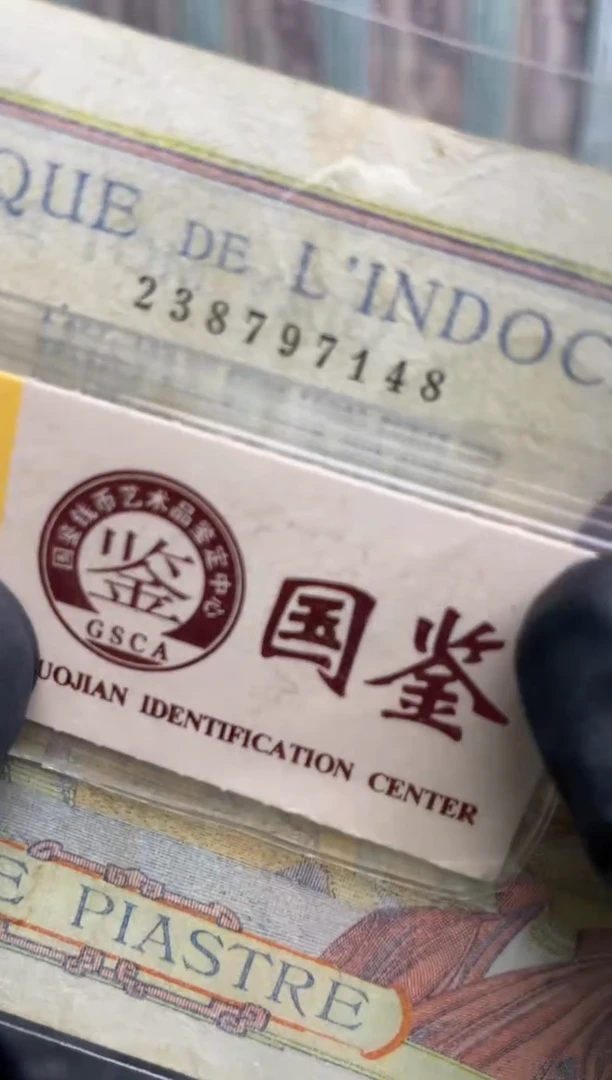 QUE DE L'INDOC
238797148
国鉴钱币艺术品鉴定中心
鉴
GSCA
国鉴
UOJIAN IDENTIFICATION CENTER
E PIASTRE